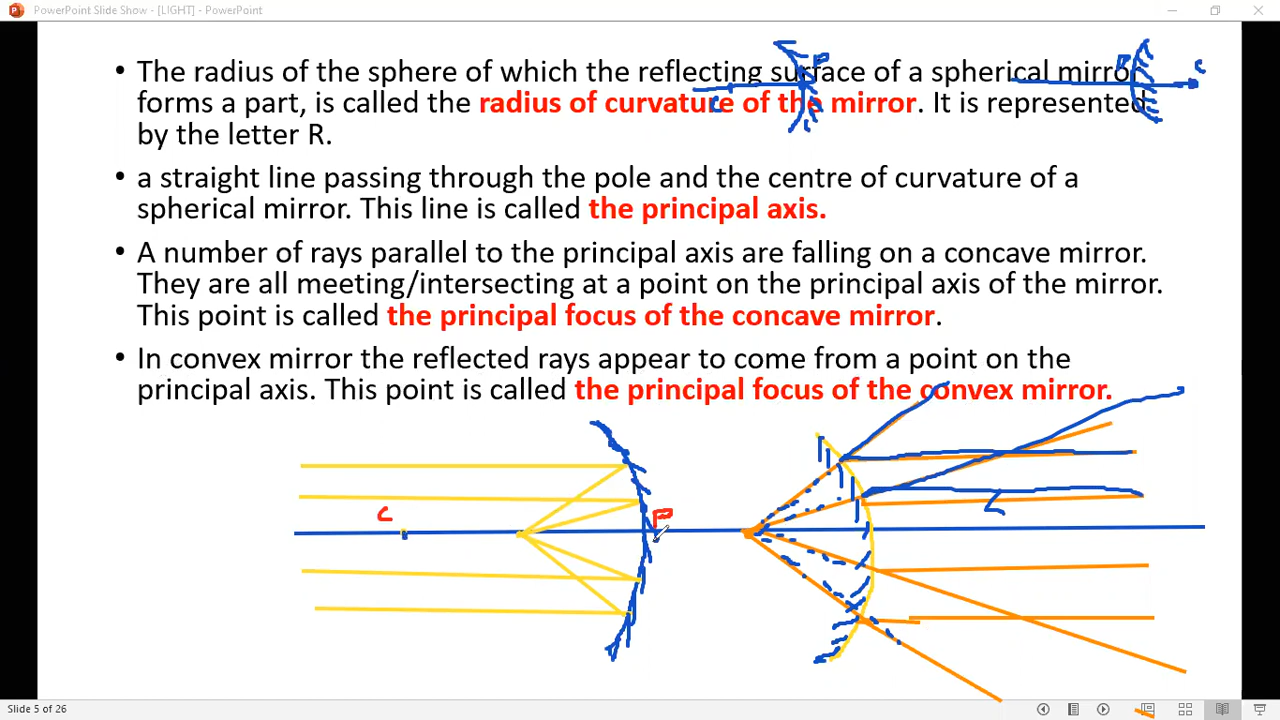 PowerPoint Slide Show - [LIGHT] - PowerPoint
• The radius of the sphere of which the reflecting surface of a spherical mirror
forms a part, is called the radius of curvature of the mirror. It is represented
by the letter R.
• a straight line passing through the pole and the centre of curvature of a
spherical mirror. This line is called the principal axis.
• A number of rays parallel to the principal axis are falling on a concave mirror.
They are all meeting/intersecting at a point on the principal axis of the mirror.
This point is called the principal focus of the concave mirror.
• In convex mirror the reflected rays appear to come from a point on the
principal axis. This point is called the principal focus of the convex mirror.
P
P
C
C
C
P
Slide 5 of 26